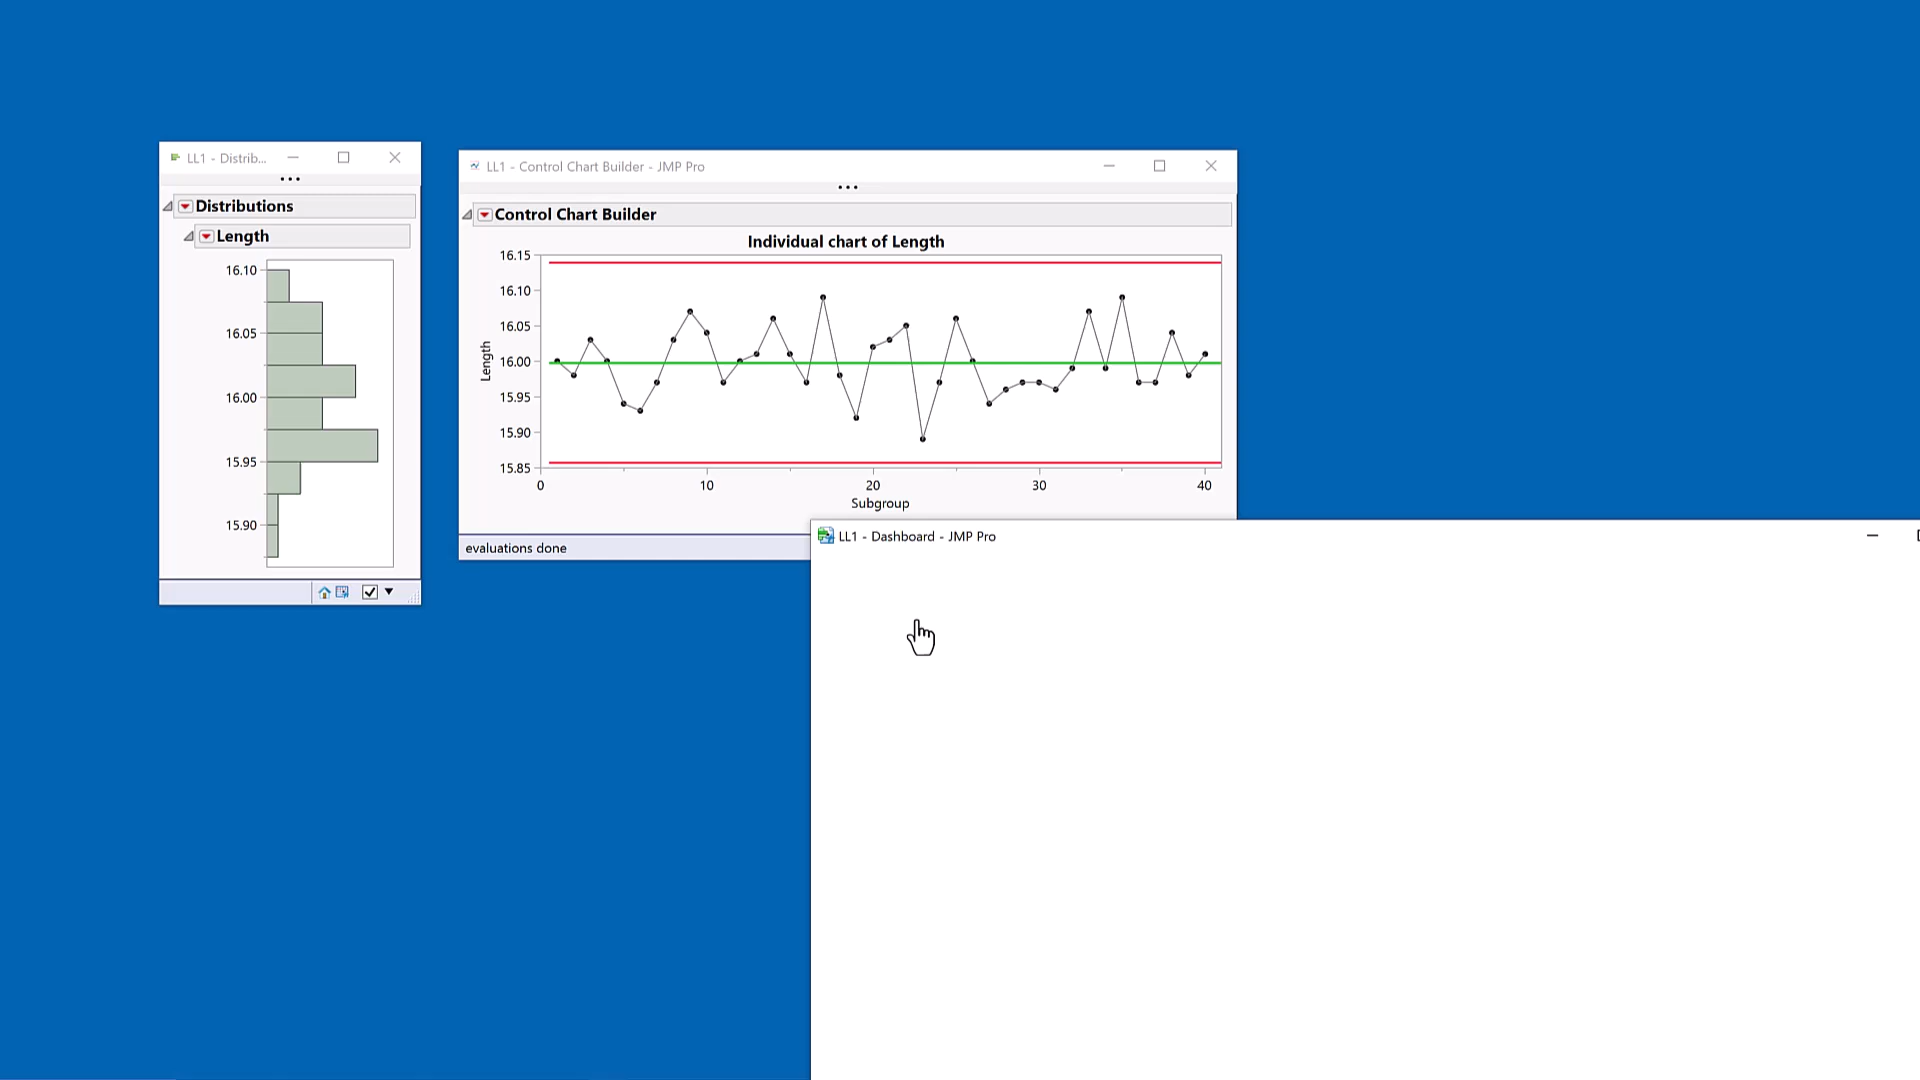 LL1 - Distrib...
Distributions
Length
16.10
16.05
16.00
15.95
15.90
LL1 - Control Chart Builder - JMP Pro
Control Chart Builder
Individual chart of Length
16.15
16.10
16.05
16.00
15.95
15.90
15.85
Length
0 10 20 30 40
Subgroup
evaluations done
LL1 - Dashboard - JMP Pro